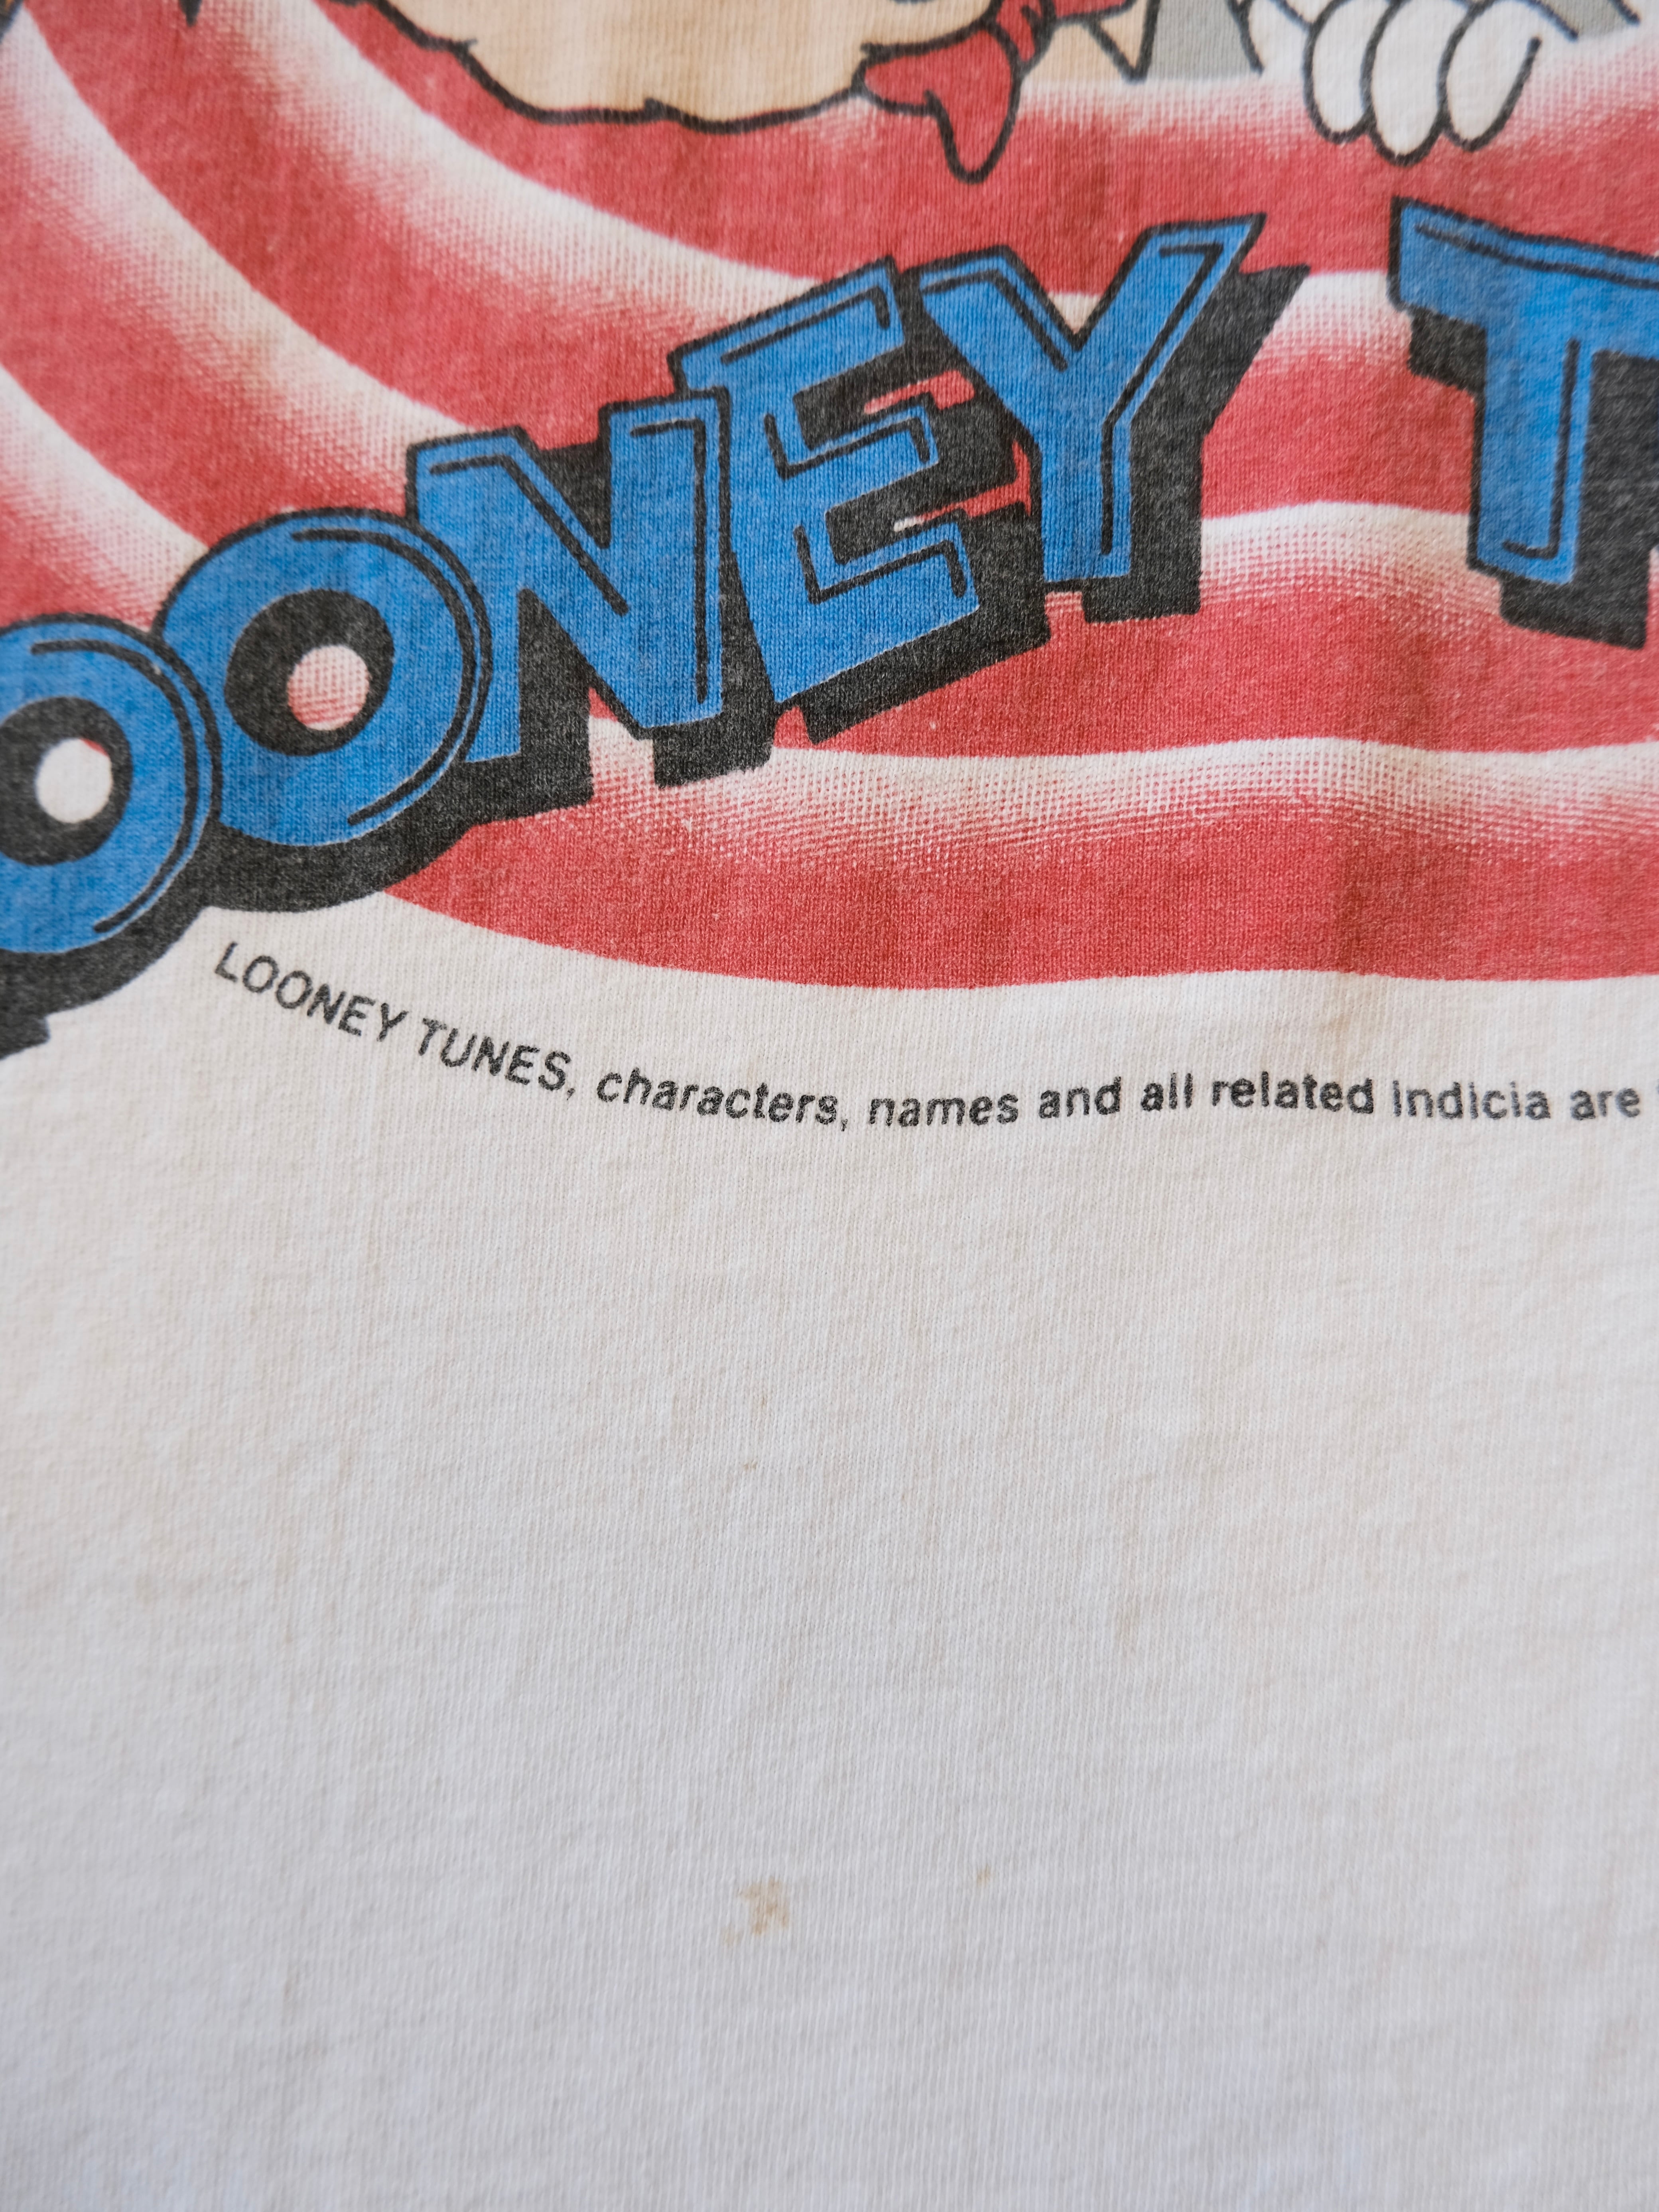 OONEY T
LOONEY TUNES, characters, names and all related indicia are